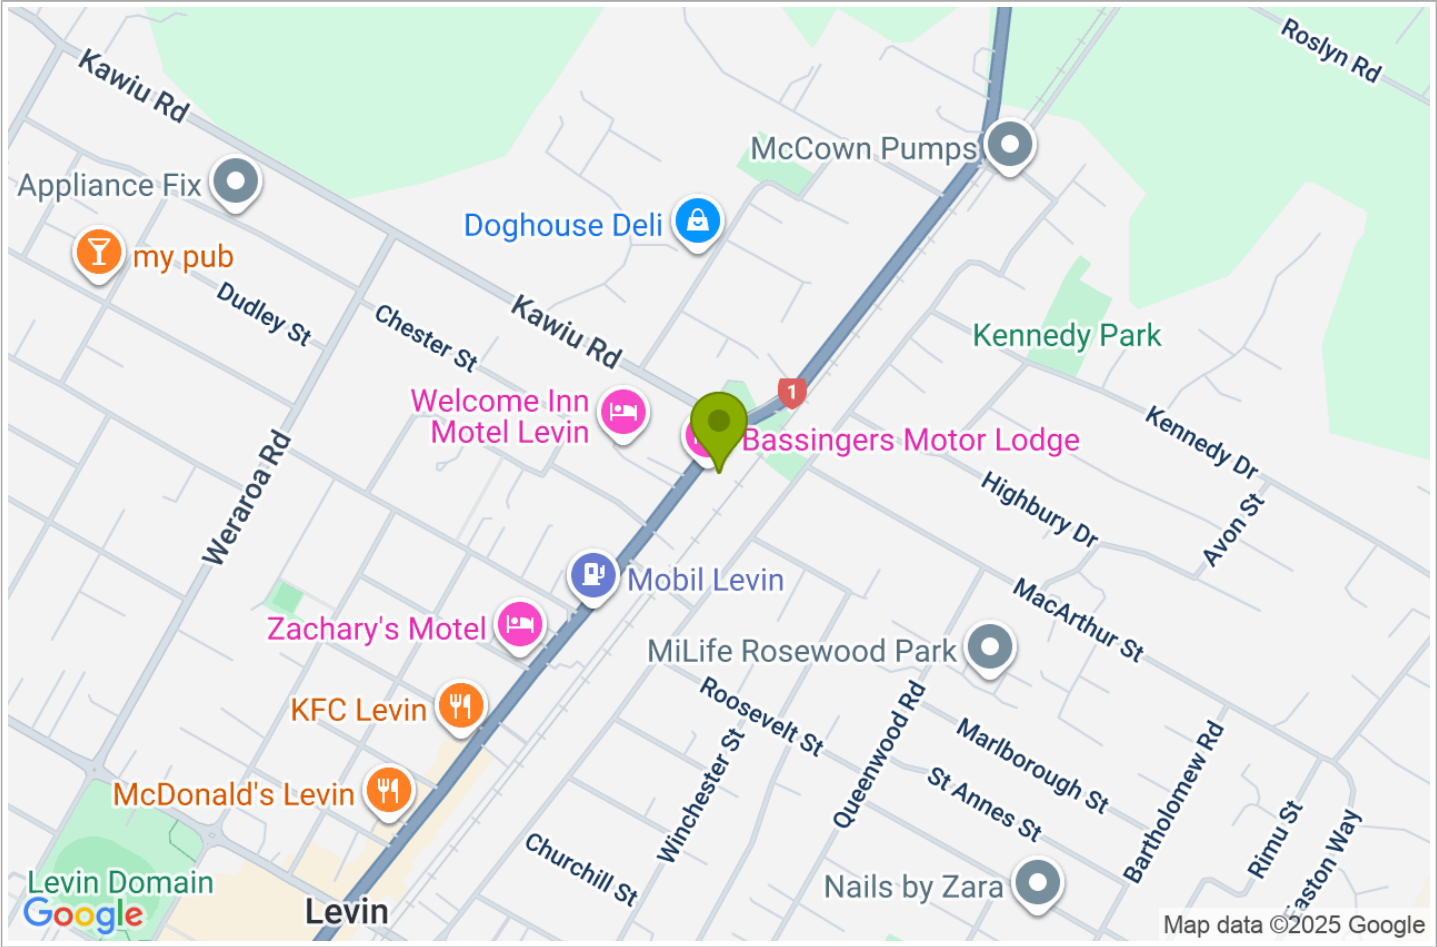 Roslyn Rd
Kawiu Rd
McCown Pumps
Appliance Fix
Doghouse Deli
my pub
Dudley St
Chester St
Kawiu Rd
Kennedy Park
1
Welcome Inn
Motel Levin
Bassingers Motor Lodge
Kennedy Dr
Weraroa Rd
Highbury Dr
Avon St
Mobil Levin
MacArthur St
Zachary's Motel
MiLife Rosewood Park
KFC Levin
Roosevelt St
Queenwood Rd
Marlborough St
Winchester St
St Annes St
Bartholomew Rd
McDonald's Levin
Rimu St
Easton Way
Churchill St
Levin Domain
Nails by Zara
Google
Levin
Map data ©2025 Google